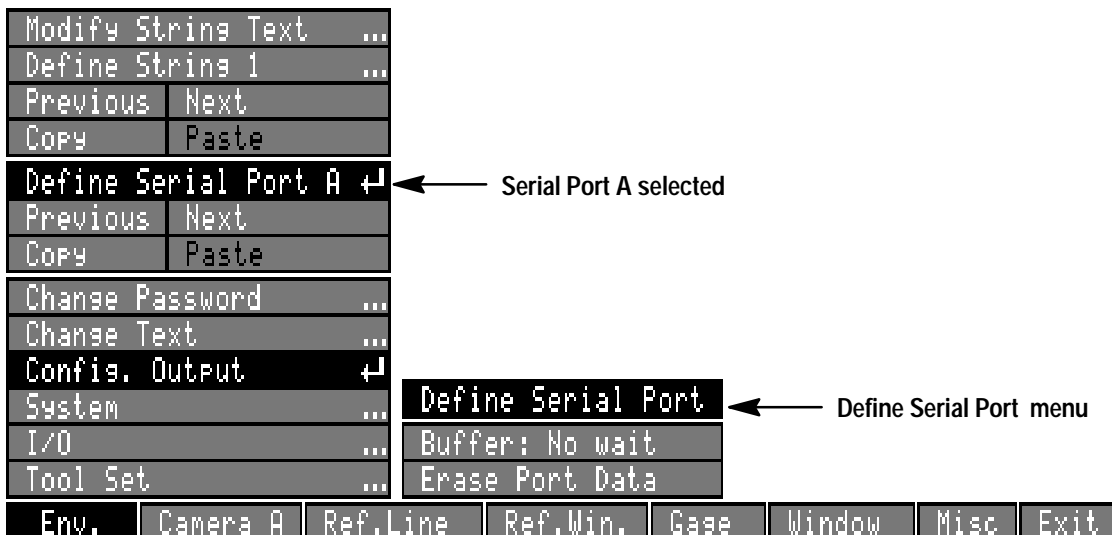 Modify String Text ...
Define String 1 ...
Previous Next
Copy Paste
Define Serial Port A ↵
Serial Port A selected
Previous Next
Copy Paste
Change Password ...
Change Text ...
Config. Output ↵
System ...
I/O ...
Tool Set ...
Define Serial Port
Define Serial Port menu
Buffer: No wait
Erase Port Data
Env. Camera A Ref.Line Ref.Win. Gage Window Misc Exit